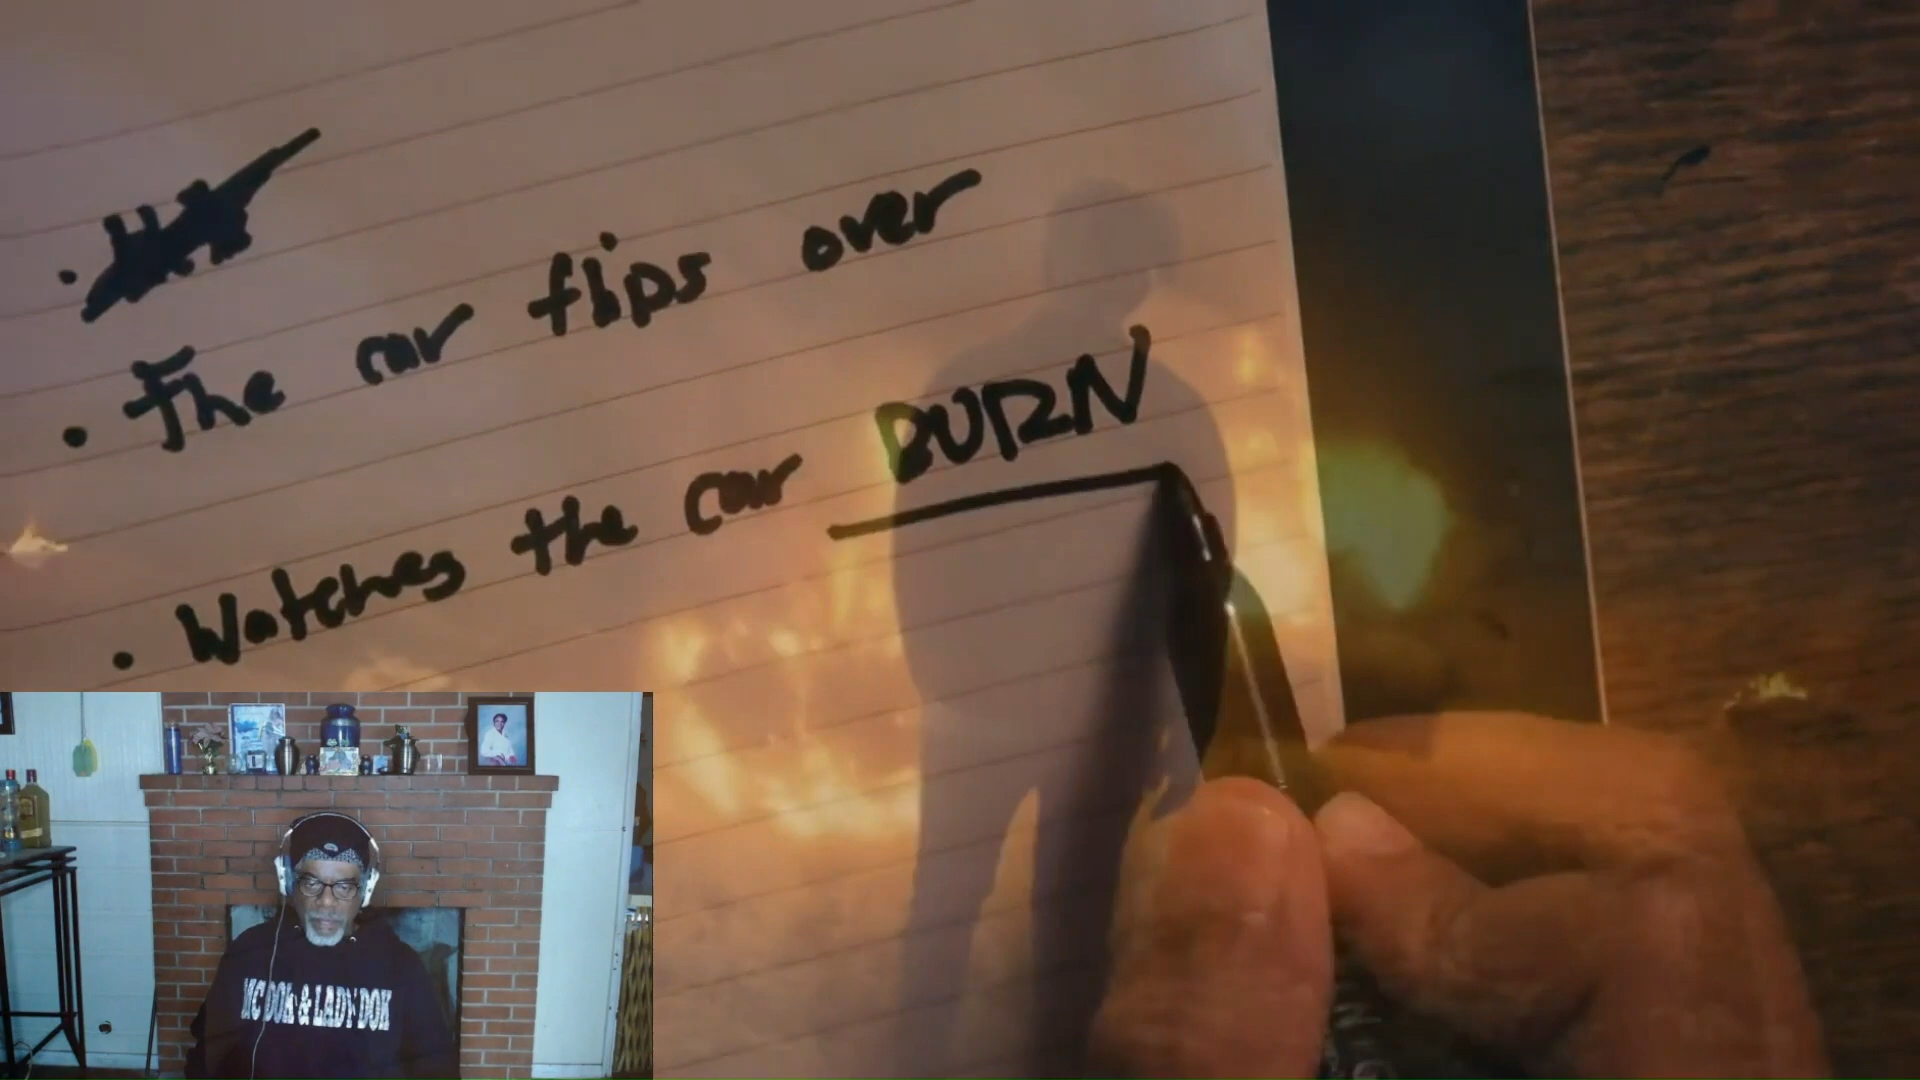 • The car flips over
• Watches the car BURN
MC DOK & LADY DOK